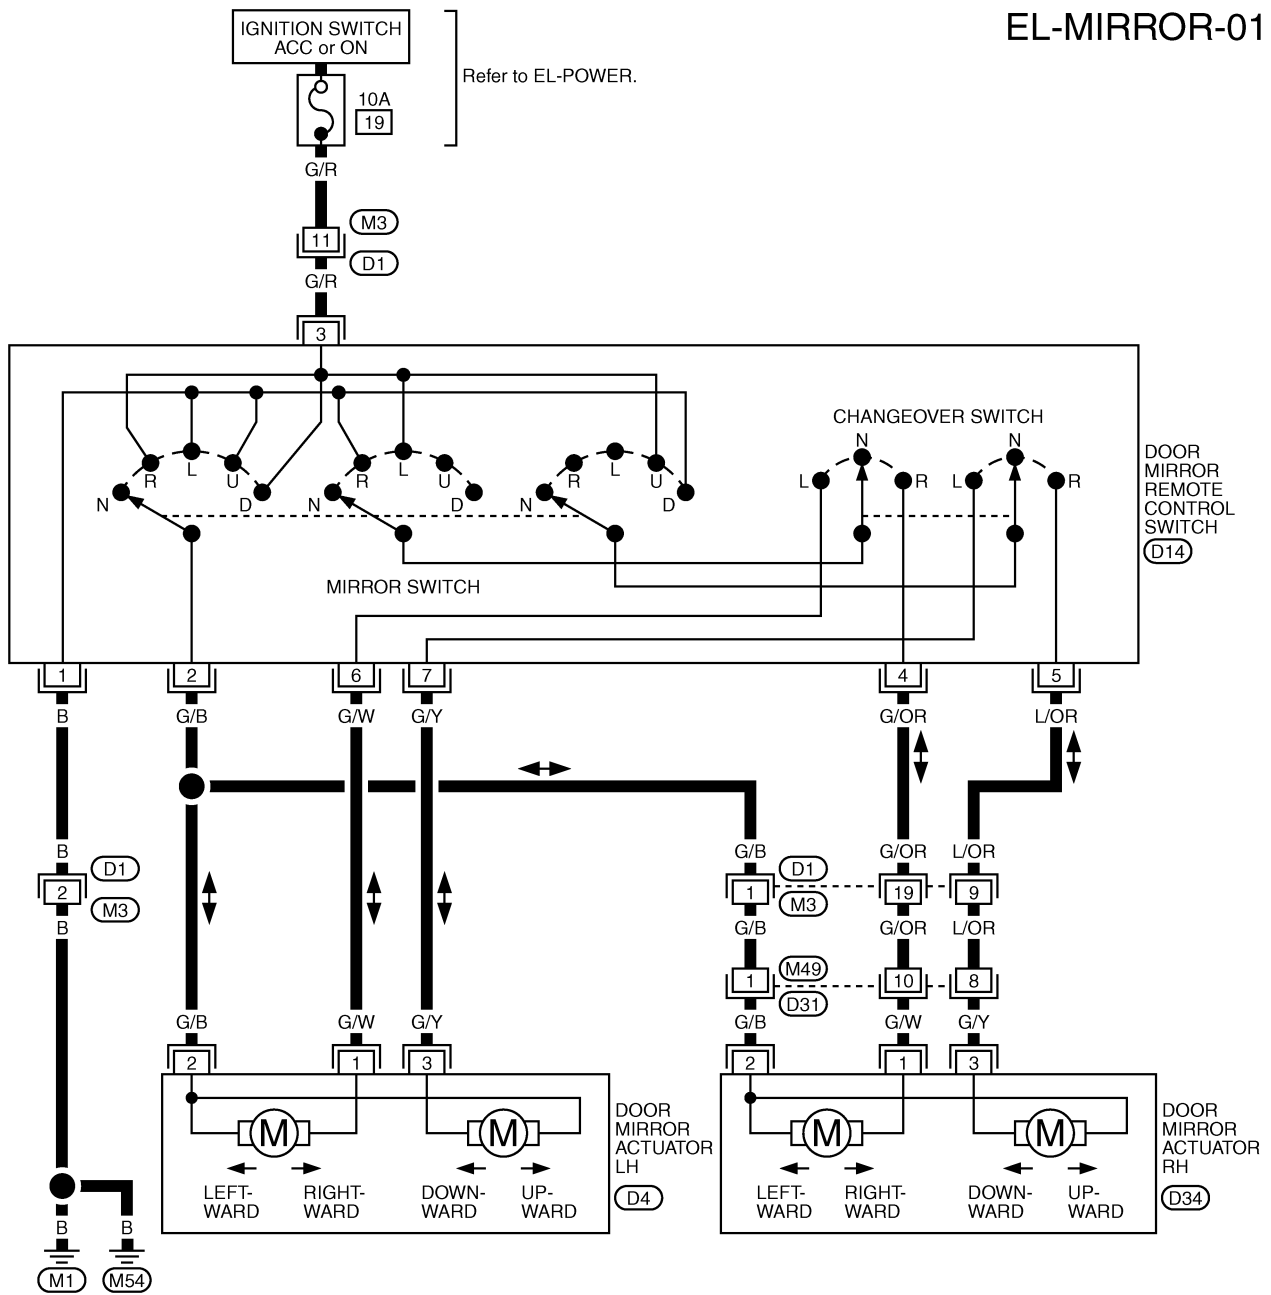 EL-MIRROR-01
IGNITION SWITCH
ACC or ON
Refer to EL-POWER.
10A
19
G/R
M3
11
D1
G/R
3
CHANGEOVER SWITCH
N N
L R L R
R L U D
N
R L U D
N
R L U D
N
MIRROR SWITCH
DOOR
MIRROR
REMOTE
CONTROL
SWITCH
D14
1 2 6 7 4 5
B G/B G/W G/Y G/OR L/OR
B G/B G/OR L/OR
D1 D1
2 1 19 9
M3 M3
B G/B G/OR L/OR
M49
1 10 8
D31
G/B G/W G/Y G/B G/W G/Y
2 1 3 2 1 3
M M M M
DOOR
MIRROR
ACTUATOR
LH
D4
DOOR
MIRROR
ACTUATOR
RH
D34
LEFT-
WARD
RIGHT-
WARD
DOWN-
WARD
UP-
WARD
LEFT-
WARD
RIGHT-
WARD
DOWN-
WARD
UP-
WARD
B B
M1 M54